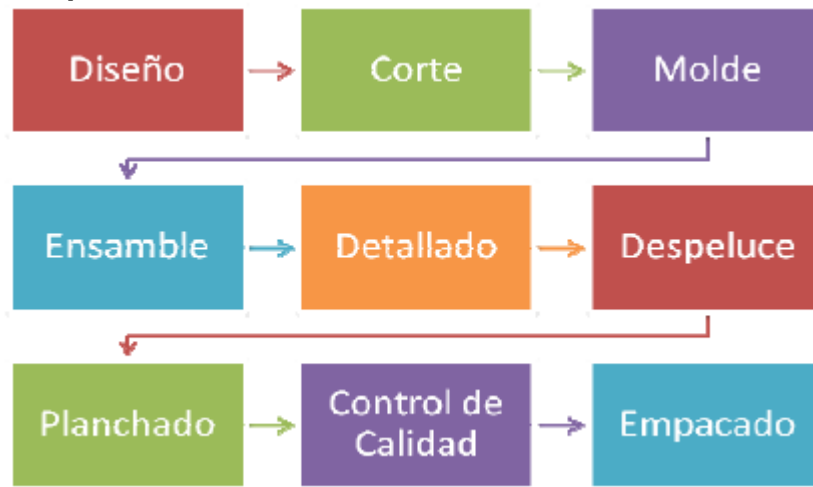 Diseño
Corte
Molde
Ensamble
Detallado
Despeluce
Planchado
Control de
Calidad
Empacado